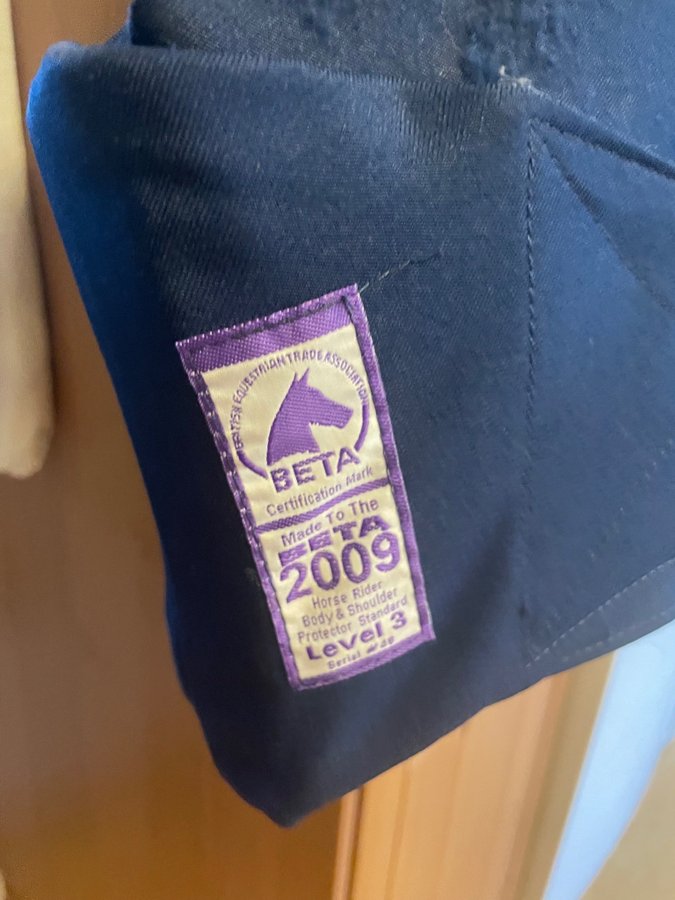 BRITISH EQUESTRIAN TRADE ASSOCIATION
BETA
Certification Mark
Made To The
BETA
2009
Horse Rider
Body & Shoulder
Protector Standard
Level 3
Serial